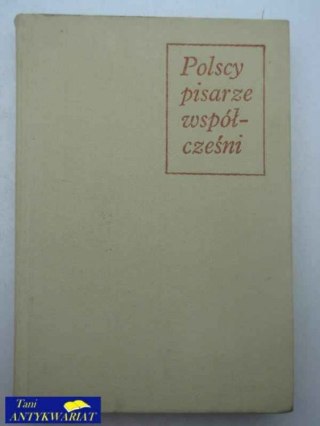 Polscy
pisarze
współ-
cześni
Tani
ANTYKWARIAT